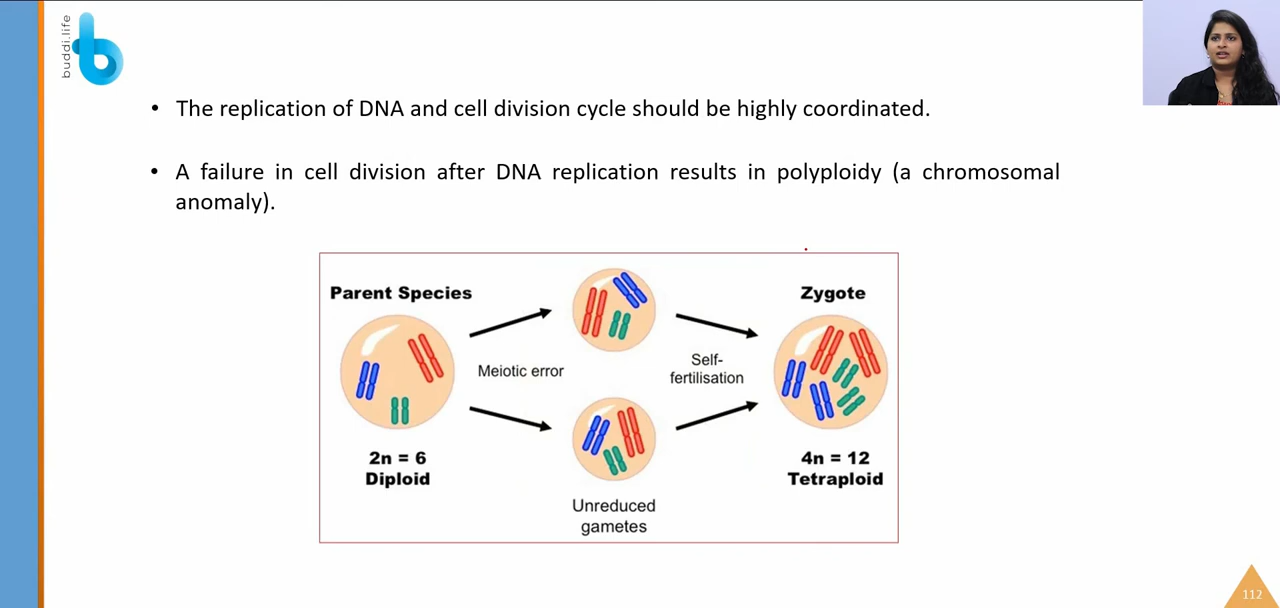 buddi.life
• The replication of DNA and cell division cycle should be highly coordinated.
• A failure in cell division after DNA replication results in polyploidy (a chromosomal
anomaly).
Parent Species
Zygote
Meiotic error
Self-
fertilisation
2n = 6
Diploid
4n = 12
Tetraploid
Unreduced
gametes
112